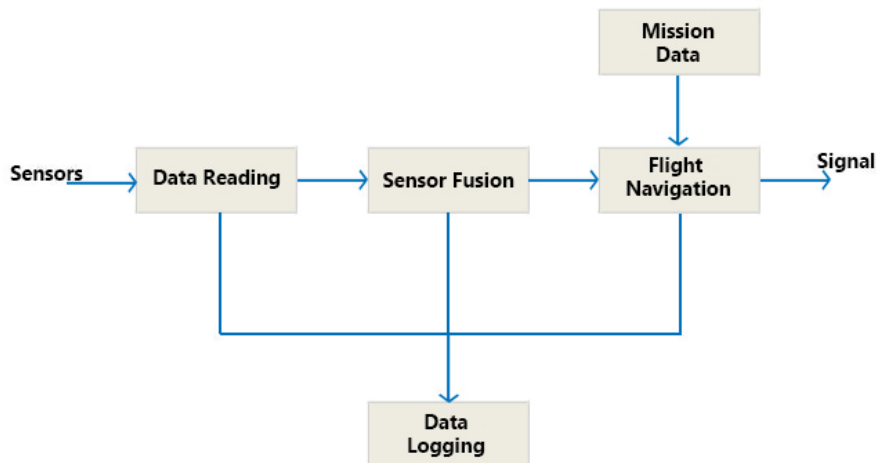 Mission
Data
Sensors
Data Reading
Sensor Fusion
Flight
Navigation
Signal
Data
Logging